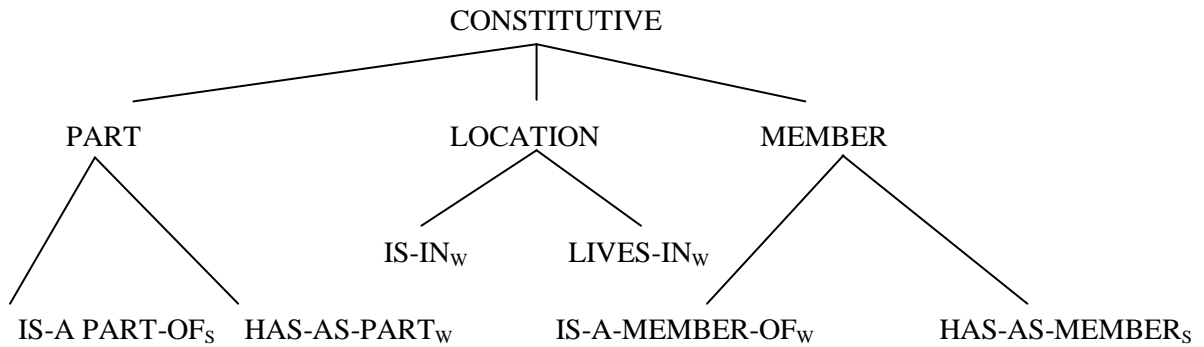 CONSTITUTIVE
PART LOCATION MEMBER
IS-IN_W LIVES-IN_W
IS-A PART-OF_S HAS-AS-PART_W IS-A-MEMBER-OF_W HAS-AS-MEMBER_S